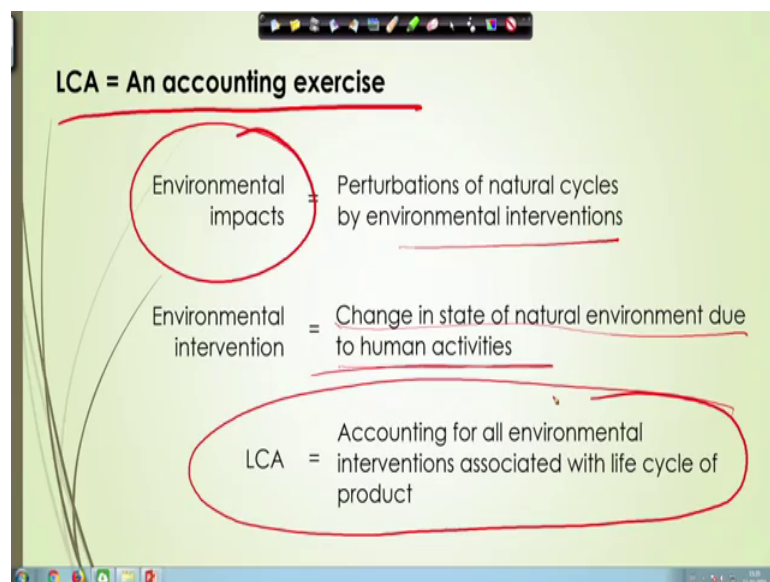 LCA = An accounting exercise
Environmental
impacts
=
Perturbations of natural cycles
by environmental interventions
Environmental
intervention
=
Change in state of natural environment due
to human activities
LCA
=
Accounting for all environmental
interventions associated with life cycle of
product